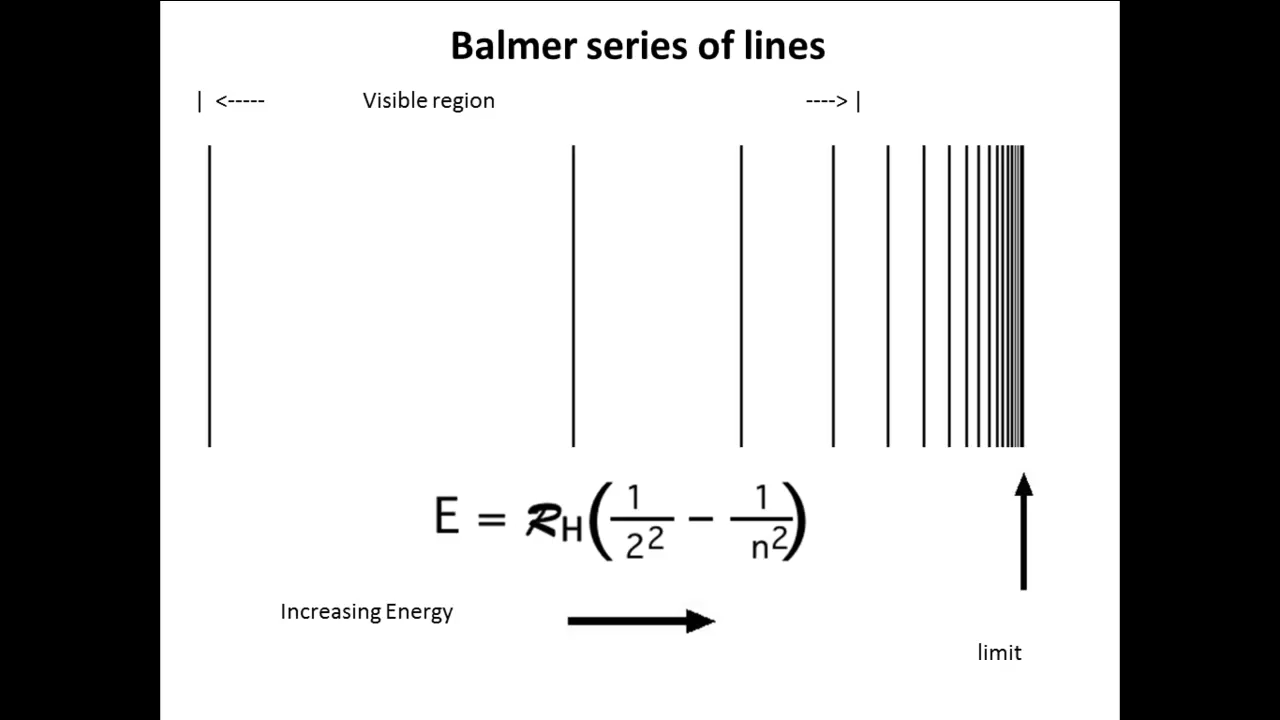 Balmer series of lines
| <----- Visible region ----> |
E = ℛH(1/2² − 1/n²)
Increasing Energy
limit